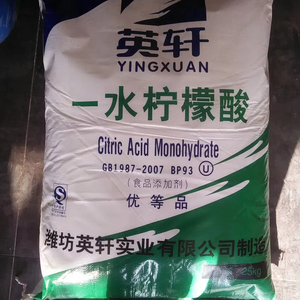 英轩
YINGXUAN
一水柠檬酸
Citric Acid Monohydrate
GB1987-2007 BP93 U
(食品添加剂)
优等品
潍坊英轩实业有限公司制造
25kg